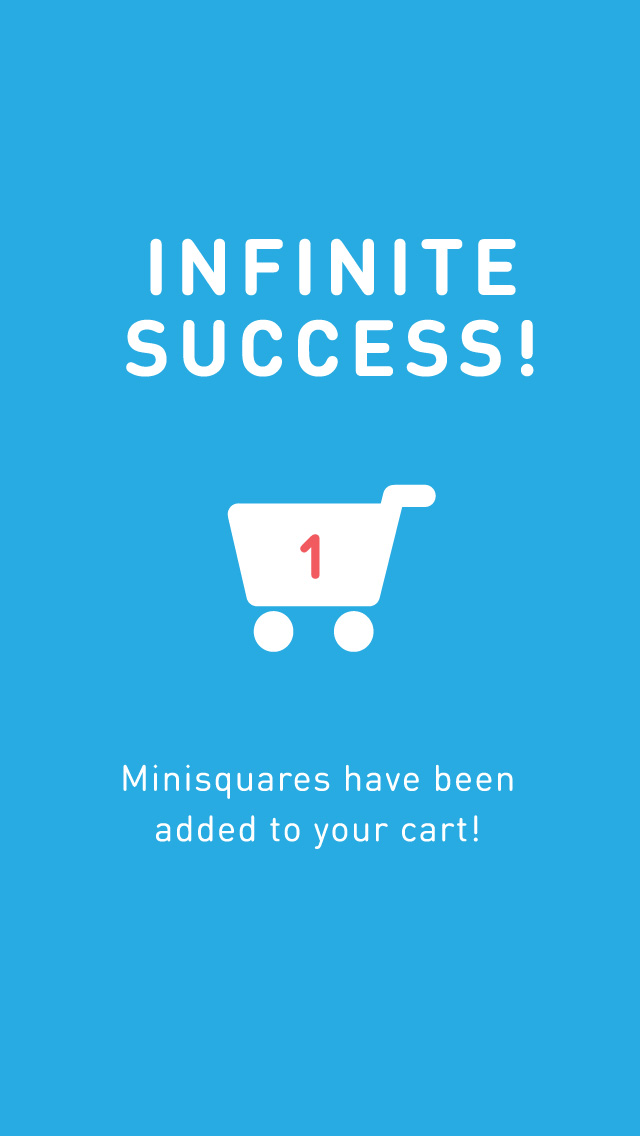 INFINITE
SUCCESS!
1
Minisquares have been
added to your cart!